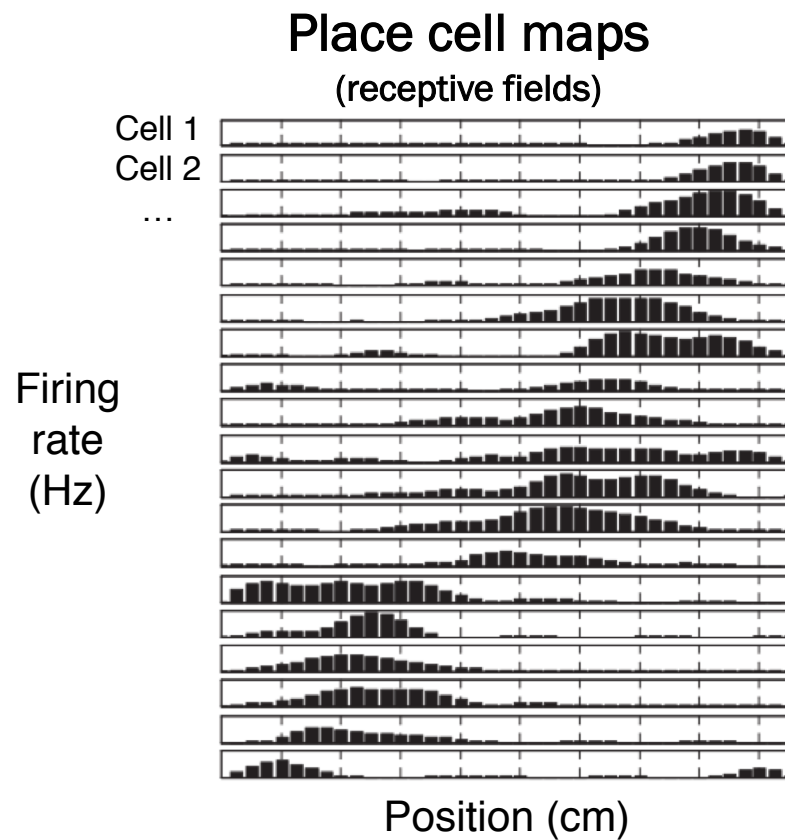 Place cell maps
(receptive fields)
Cell 1
Cell 2
...
Firing
rate
(Hz)
Position (cm)